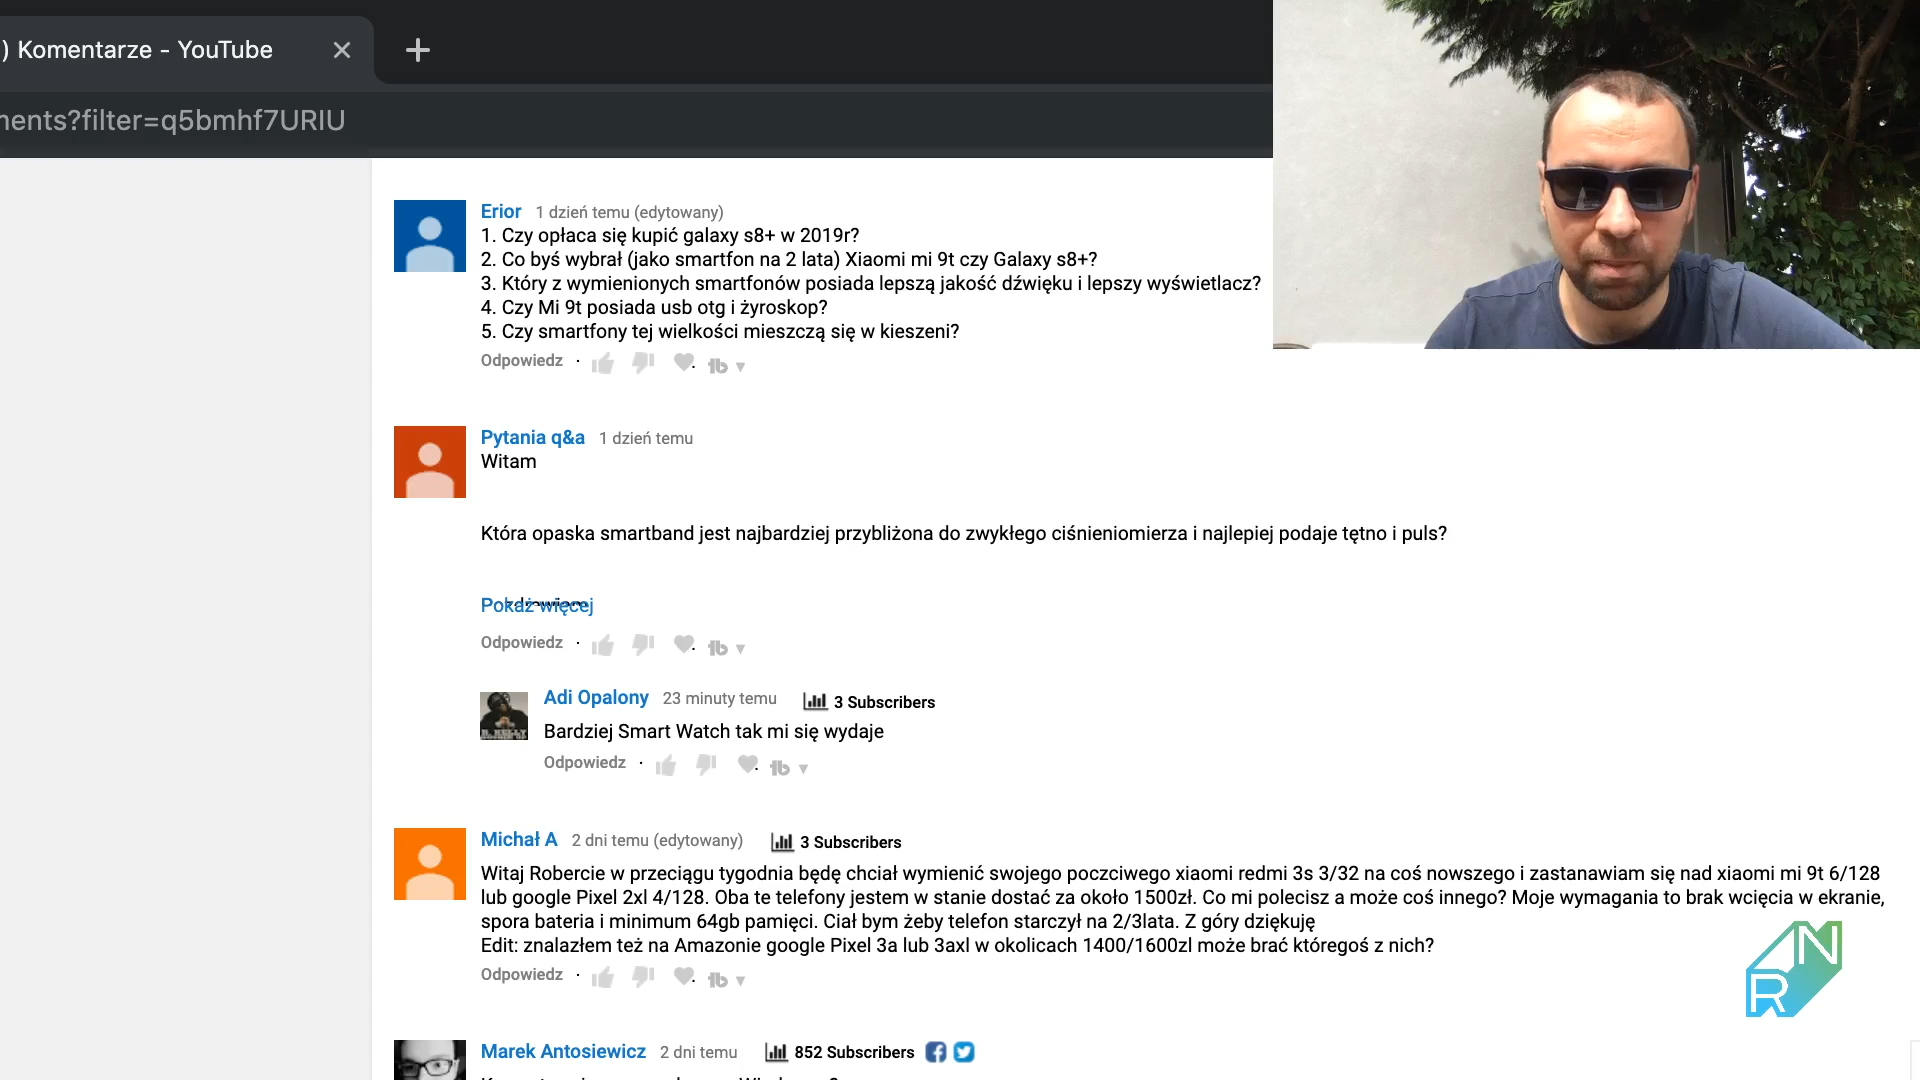 ) Komentarze - YouTube
nents?filter=q5bmhf7URIU
Erior 1 dzień temu (edytowany)
1. Czy opłaca się kupić galaxy s8+ w 2019r?
2. Co byś wybrał (jako smartfon na 2 lata) Xiaomi mi 9t czy Galaxy s8+?
3. Który z wymienionych smartfonów posiada lepszą jakość dźwięku i lepszy wyświetlacz?
4. Czy Mi 9t posiada usb otg i żyroskop?
5. Czy smartfony tej wielkości mieszczą się w kieszeni?
Odpowiedz ·
Pytania q&a 1 dzień temu
Witam
Która opaska smartband jest najbardziej przybliżona do zwykłego ciśnieniomierza i najlepiej podaje tętno i puls?
Pokaż więcej
Odpowiedz ·
Adi Opalony 23 minuty temu 3 Subscribers
Bardziej Smart Watch tak mi się wydaje
Odpowiedz ·
Michał A 2 dni temu (edytowany) 3 Subscribers
Witaj Robercie w przeciągu tygodnia będę chciał wymienić swojego poczciwego xiaomi redmi 3s 3/32 na coś nowszego i zastanawiam się nad xiaomi mi 9t 6/128
lub google Pixel 2xl 4/128. Oba te telefony jestem w stanie dostać za około 1500zł. Co mi polecisz a może coś innego? Moje wymagania to brak wcięcia w ekranie,
spora bateria i minimum 64gb pamięci. Ciał bym żeby telefon starczył na 2/3lata. Z góry dziękuję
Edit: znalazłem też na Amazonie google Pixel 3a lub 3axl w okolicach 1400/1600zl może brać któregoś z nich?
Odpowiedz ·
RN
Marek Antosiewicz 2 dni temu 852 Subscribers